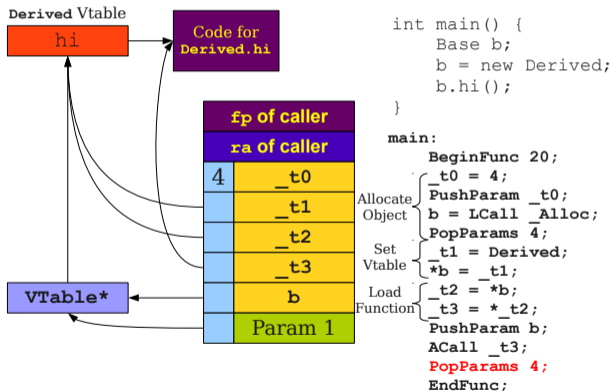 Derived Vtable
hi
Code for
Derived.hi
fp of caller
ra of caller
4 _t0
_t1
_t2
_t3
b
Param 1
VTable*
int main() {
Base b;
b = new Derived;
b.hi();
}
main:
BeginFunc 20;
Allocate
Object
_t0 = 4;
PushParam _t0;
b = LCall _Alloc;
PopParams 4;
Set
Vtable
_t1 = Derived;
*b = _t1;
Load
Function
_t2 = *b;
_t3 = *_t2;
PushParam b;
ACall _t3;
PopParams 4;
EndFunc;